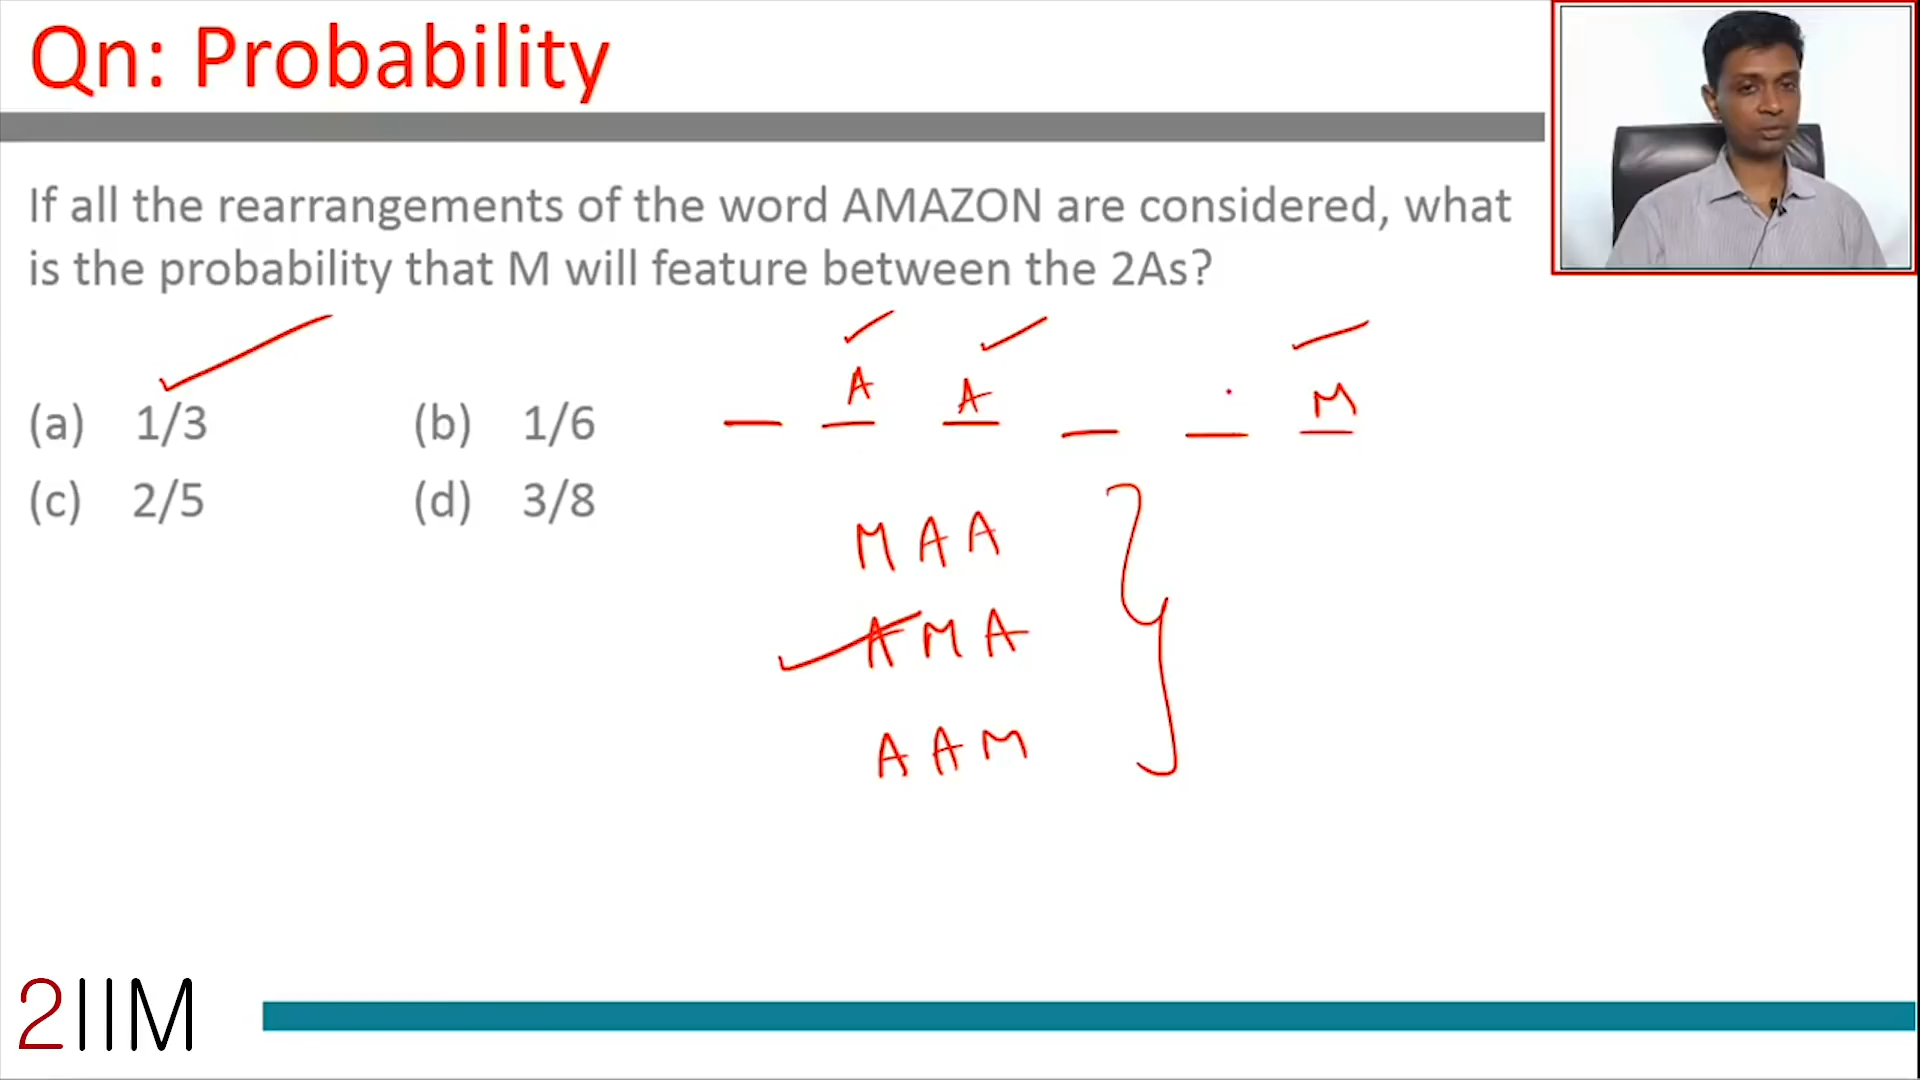 Qn: Probability
If all the rearrangements of the word AMAZON are considered, what
is the probability that M will feature between the 2As?
(a) 1/3 (b) 1/6
(c) 2/5 (d) 3/8
A A M
M A A
A M A
A A M
2IIM